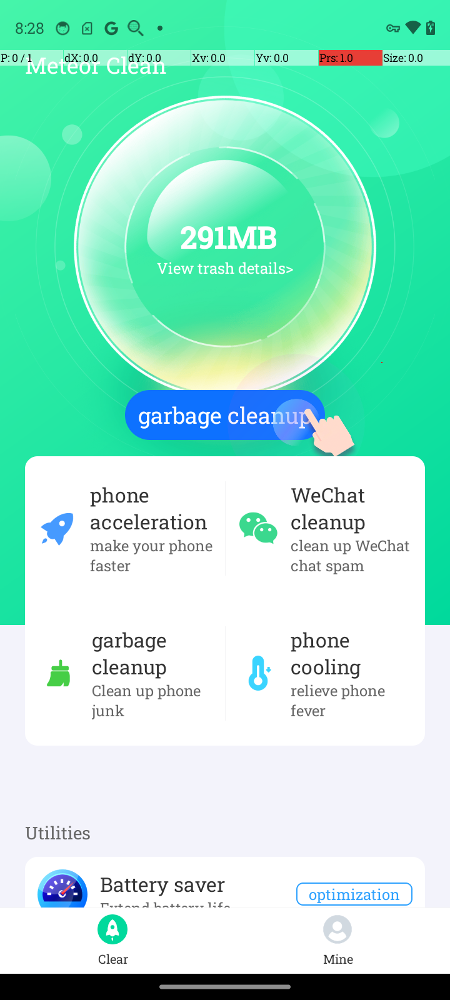 8:28
P: 0 / 1 dX: 0.0 dY: 0.0 Xv: 0.0 Yv: 0.0 Prs: 1.0 Size: 0.0
Meteor Clean
291MB
View trash details>
garbage cleanup
phone
acceleration
make your phone
faster
WeChat
cleanup
clean up WeChat
chat spam
garbage
cleanup
Clean up phone
junk
phone
cooling
relieve phone
fever
Utilities
Battery saver
Extend battery life
optimization
Clear
Mine